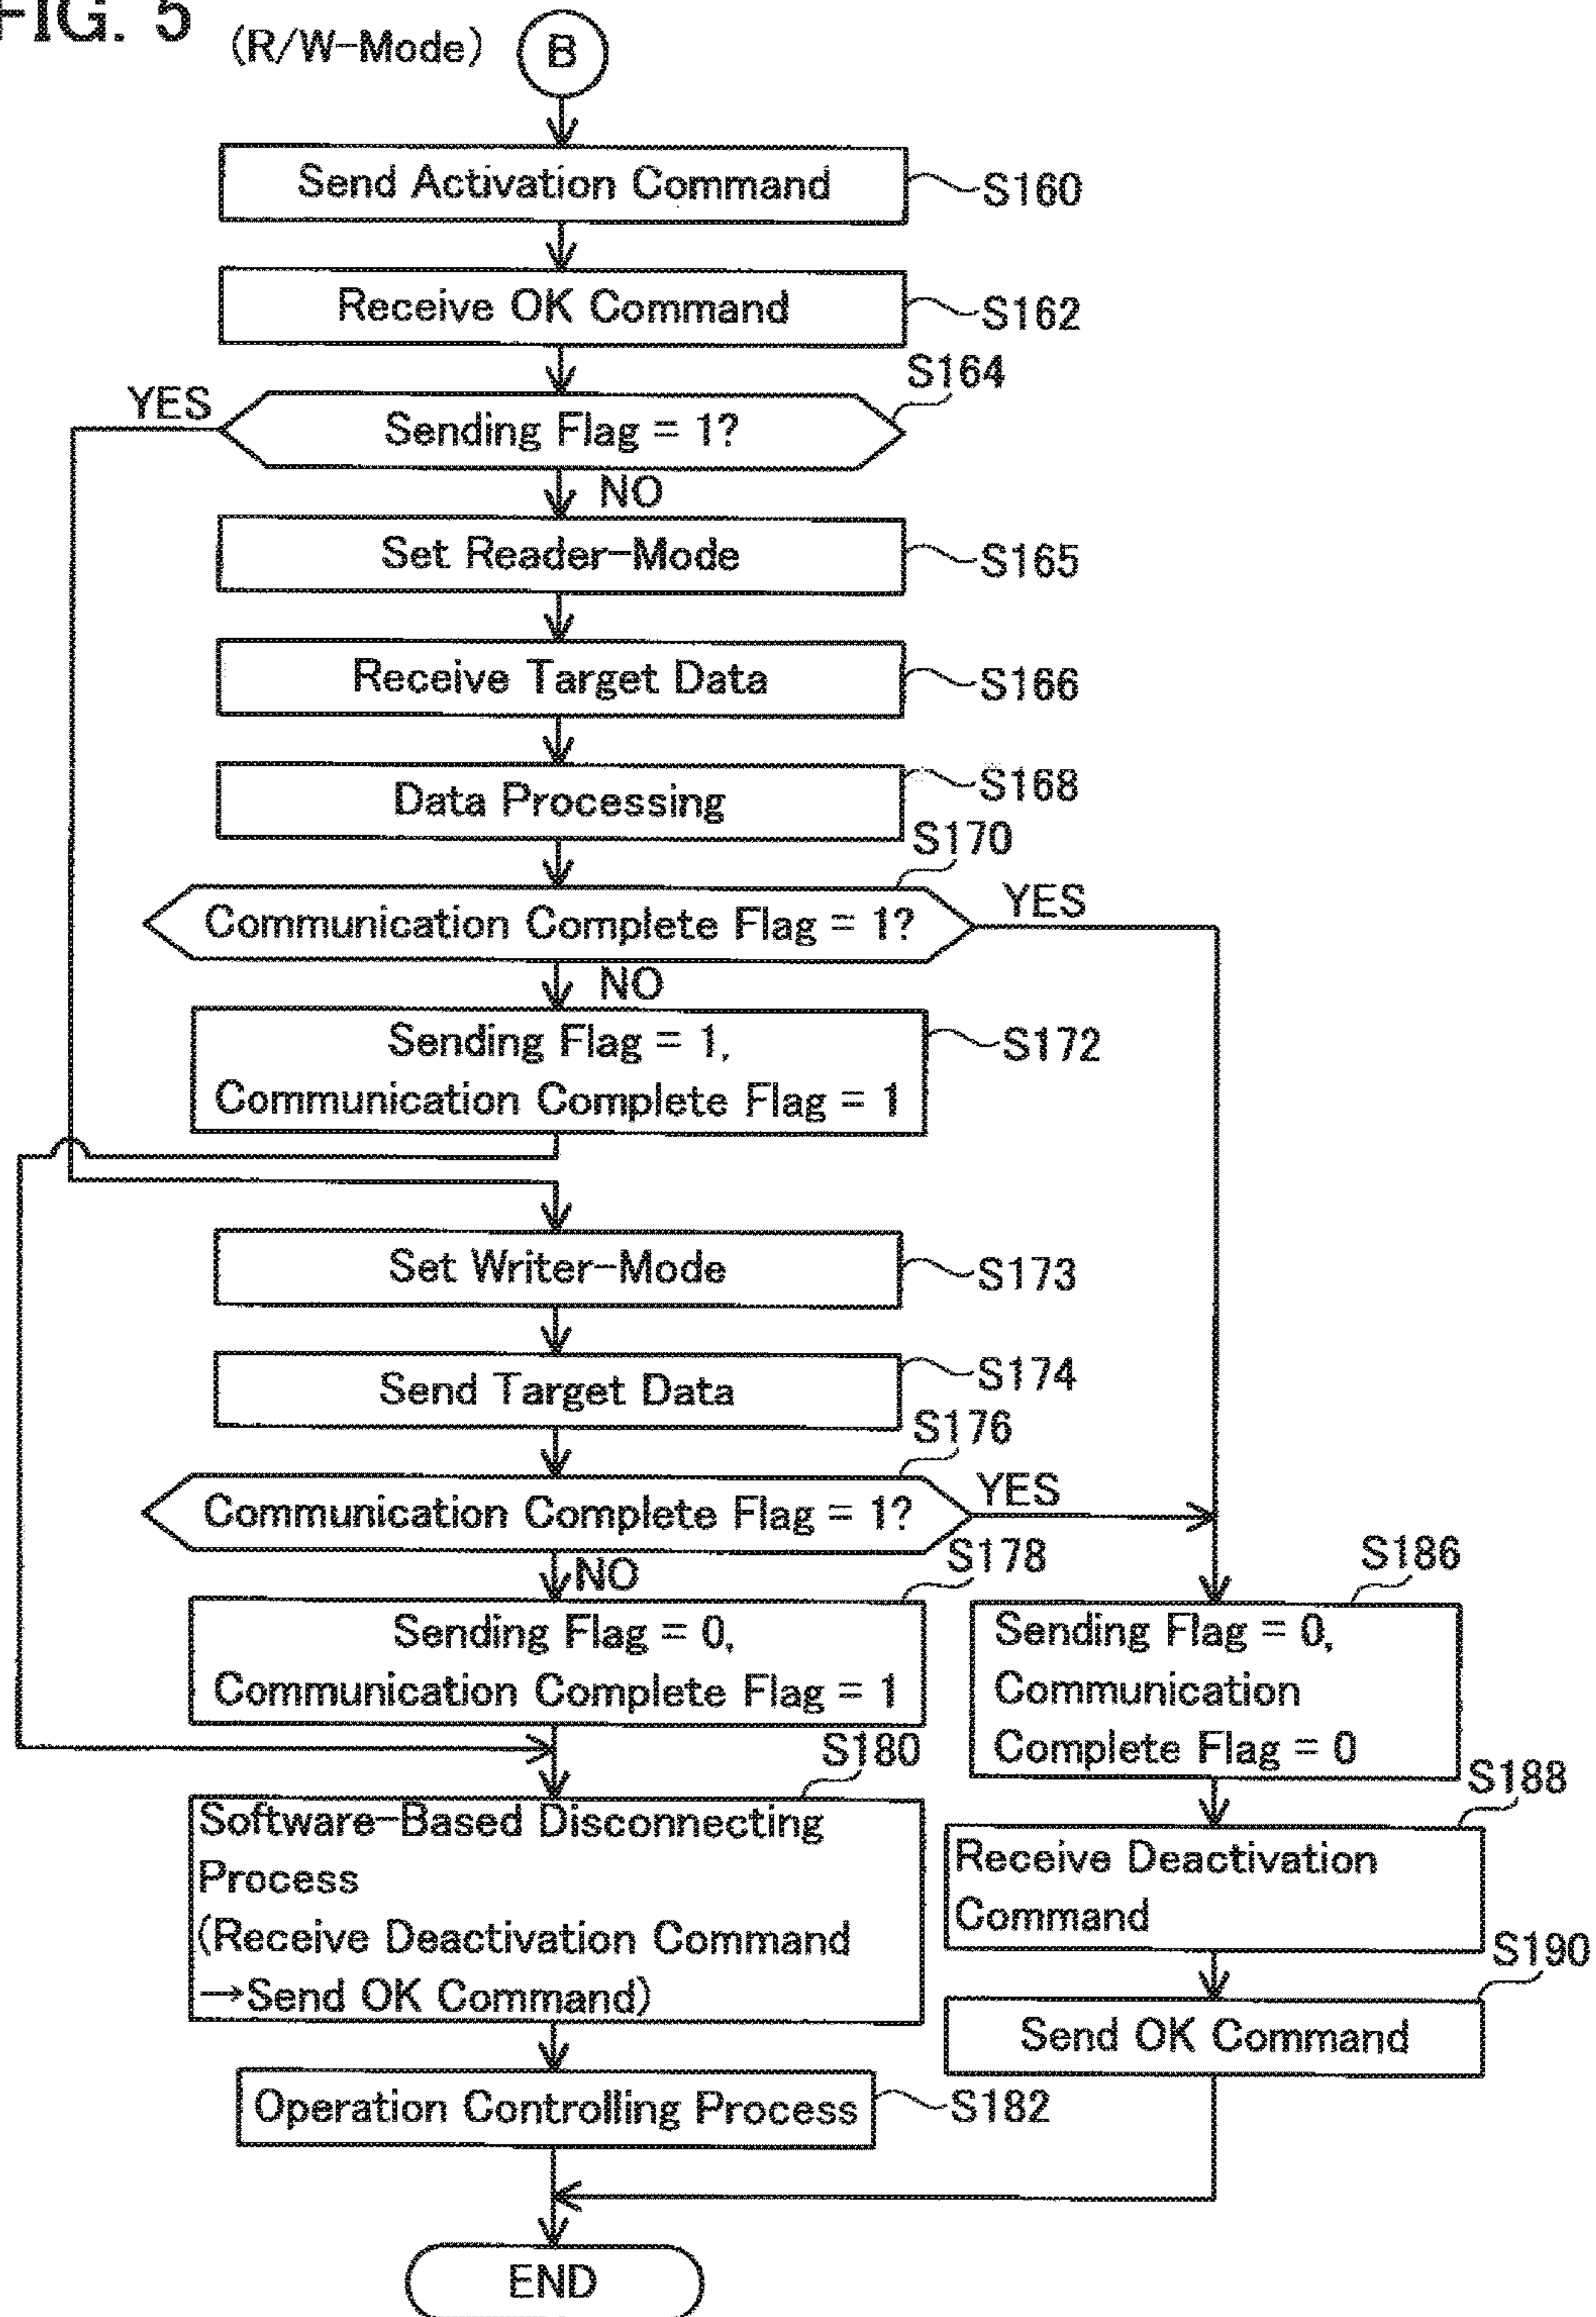 FIG. 5
(R/W-Mode)
B
Send Activation Command
S160
Receive OK Command
S162
S164
YES
Sending Flag = 1?
NO
Set Reader-Mode
S165
Receive Target Data
S166
Data Processing
S168
S170
Communication Complete Flag = 1?
YES
NO
Sending Flag = 1,
Communication Complete Flag = 1
S172
Set Writer-Mode
S173
Send Target Data
S174
S176
Communication Complete Flag = 1?
YES
NO
S178
Sending Flag = 0,
Communication Complete Flag = 1
S186
Sending Flag = 0,
Communication
Complete Flag = 0
S180
Software-Based Disconnecting
Process
(Receive Deactivation Command
→Send OK Command)
S188
Receive Deactivation
Command
S190
Send OK Command
Operation Controlling Process
S182
END